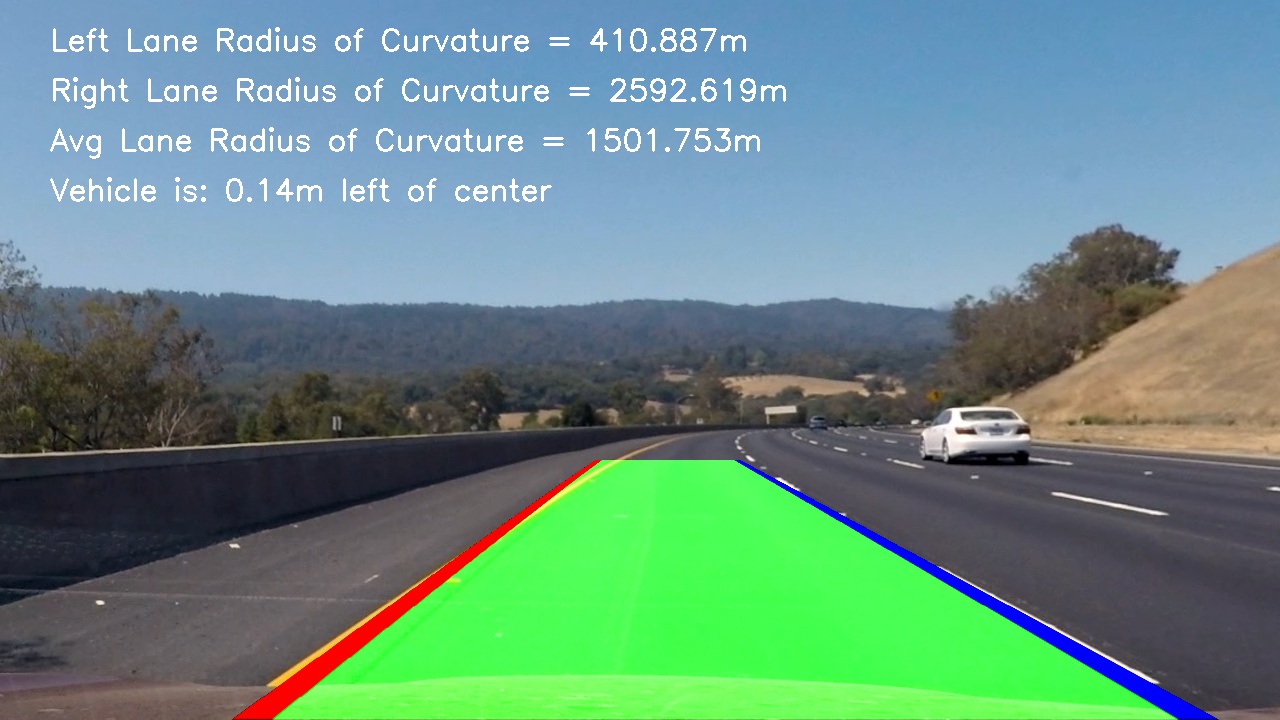 Left Lane Radius of Curvature = 410.887m
Right Lane Radius of Curvature = 2592.619m
Avg Lane Radius of Curvature = 1501.753m
Vehicle is: 0.14m left of center